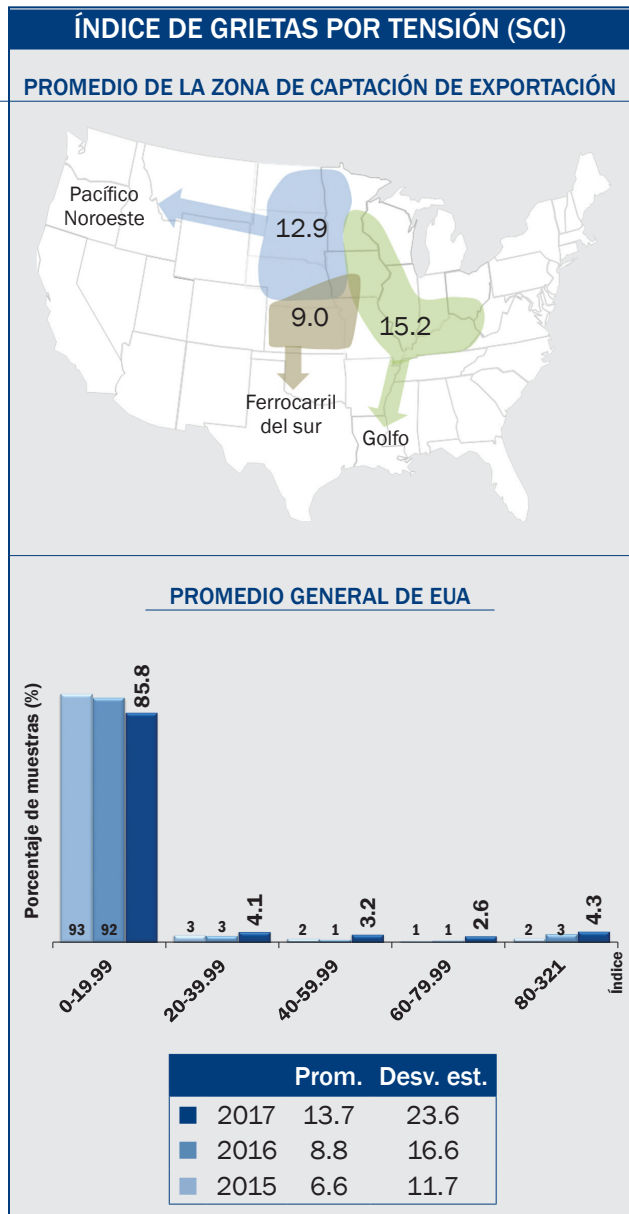 ÍNDICE DE GRIETAS POR TENSIÓN (SCI)
PROMEDIO DE LA ZONA DE CAPTACIÓN DE EXPORTACIÓN
Pacífico
Noroeste
12.9
9.0
15.2
Ferrocarril
del sur
Golfo
PROMEDIO GENERAL DE EUA
Porcentaje de muestras (%)
93
92
85.8
3
3
4.1
2
1
3.2
1
1
2.6
2
3
4.3
0-19.99
20-39.99
40-59.99
60-79.99
80-321
Índice
Prom. Desv. est.
2017 13.7 23.6
2016 8.8 16.6
2015 6.6 11.7